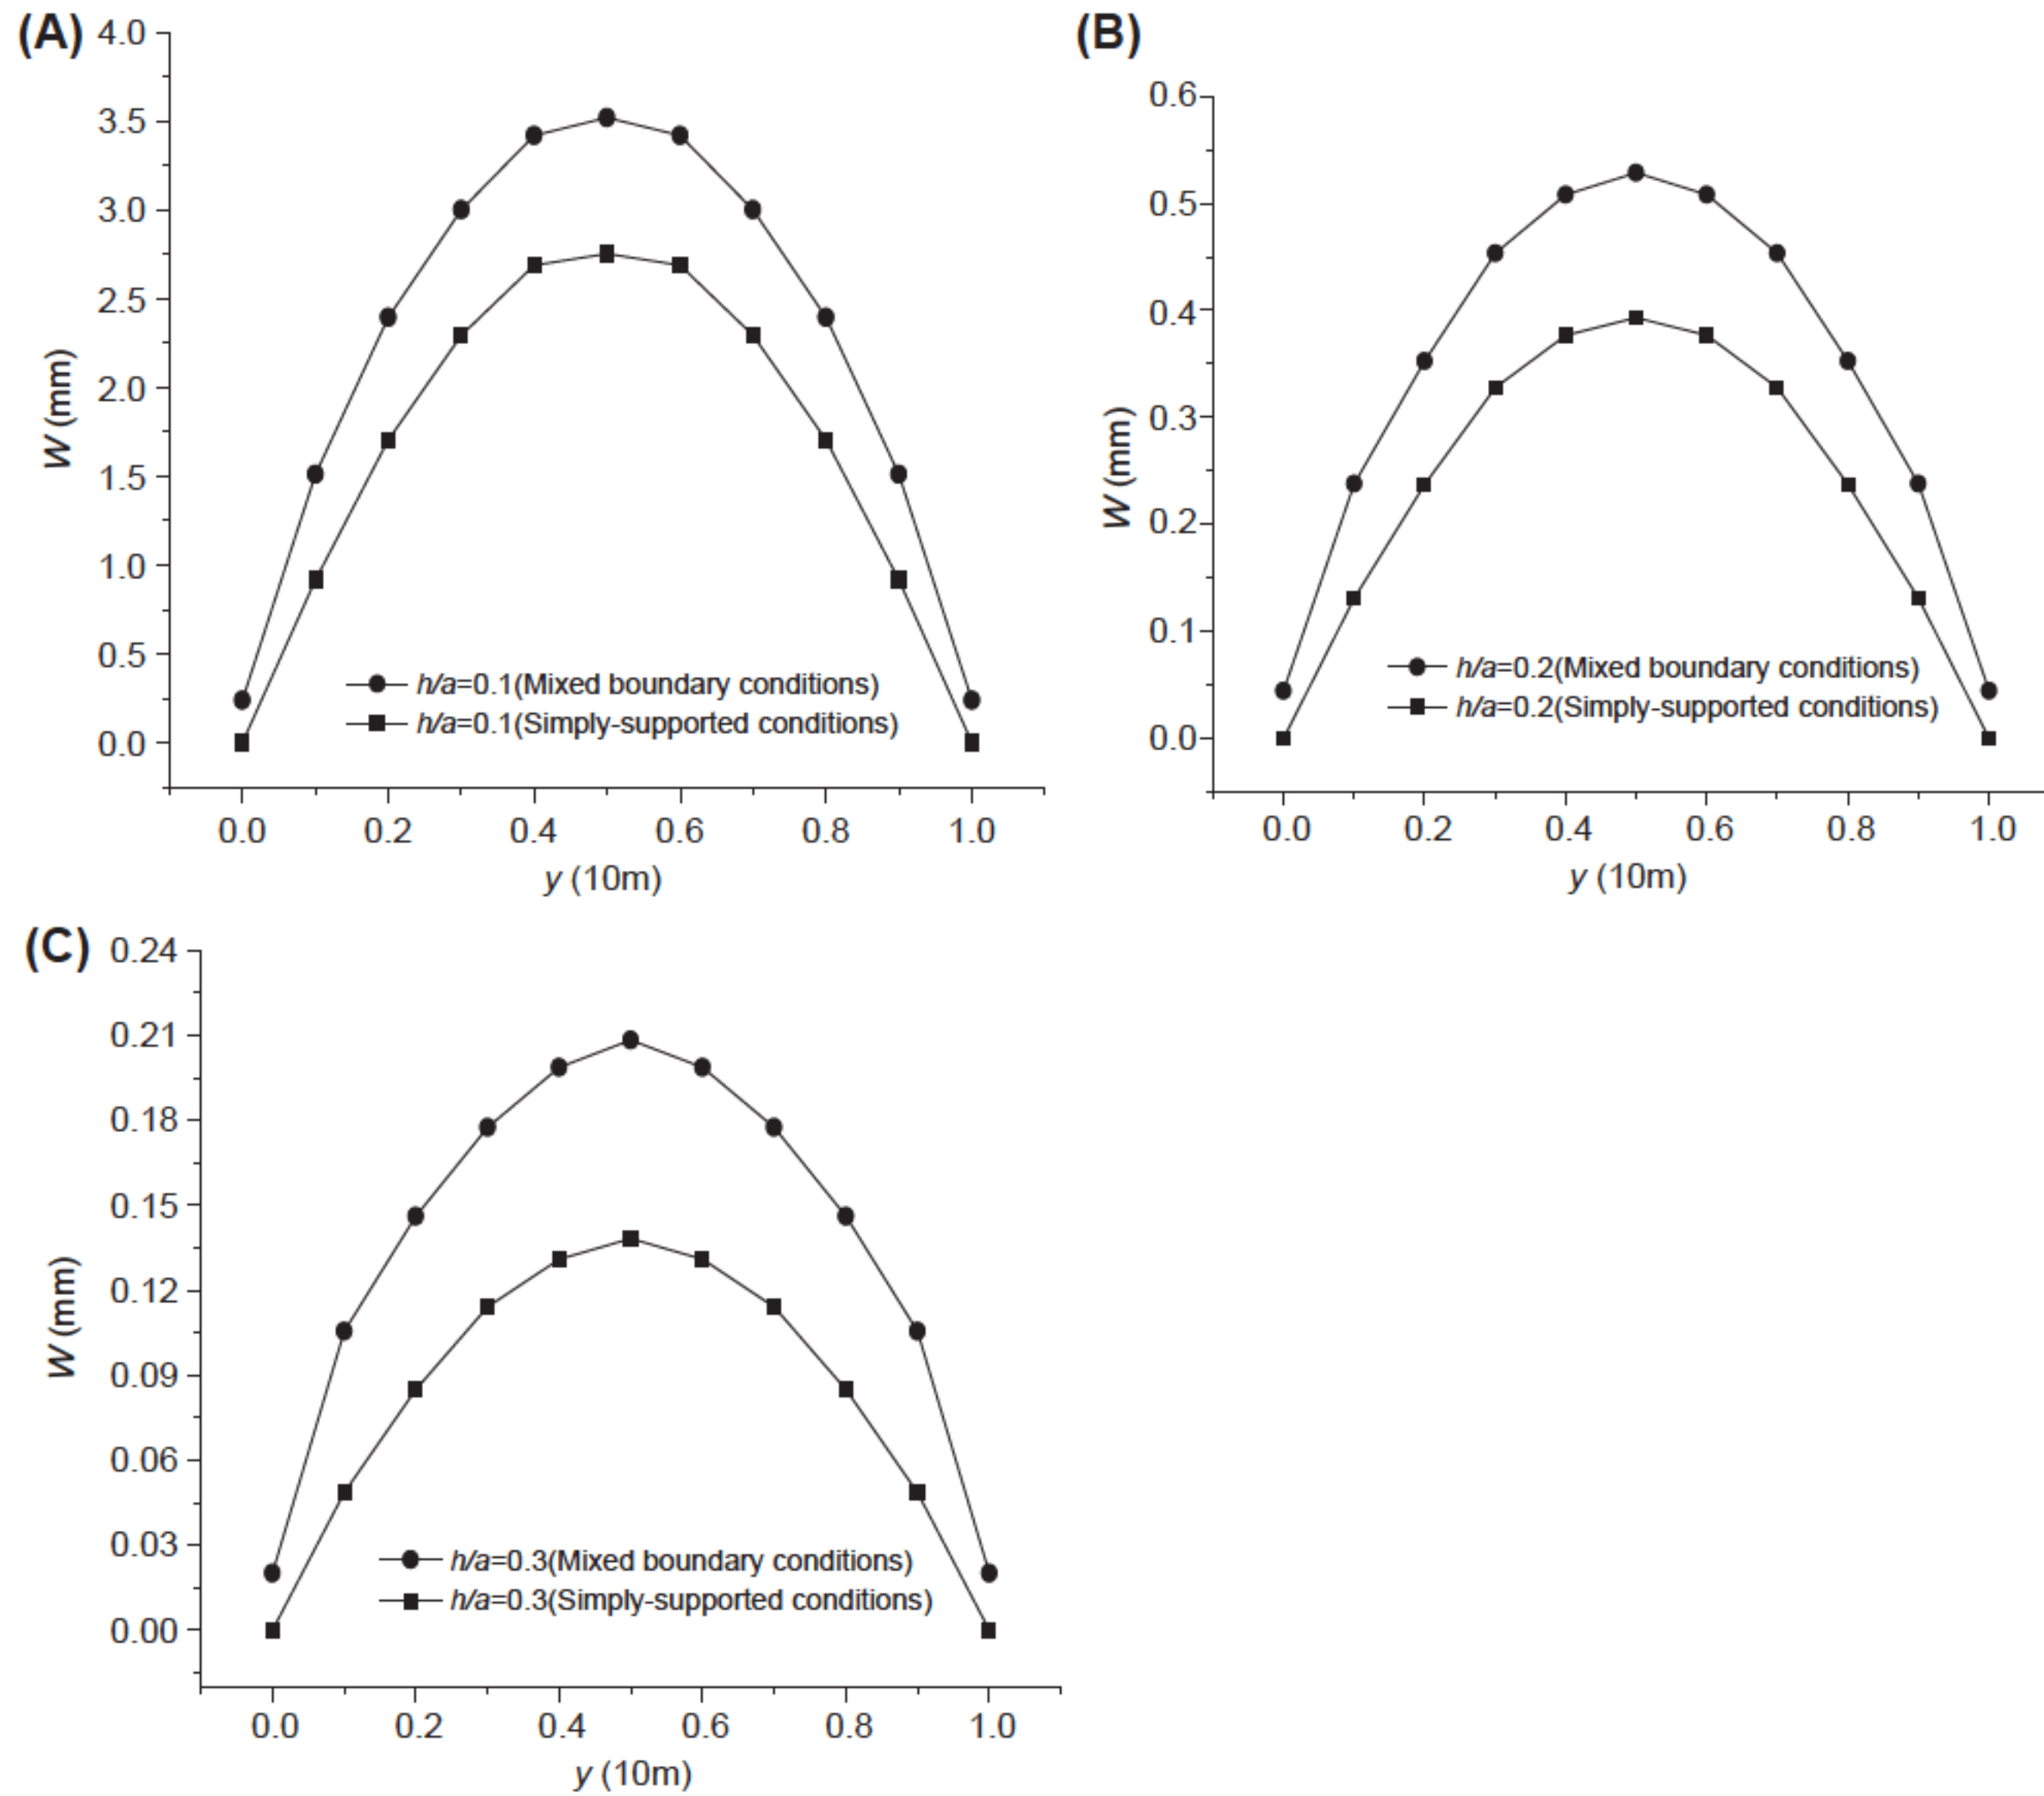 (A)
4.0
3.5
3.0
2.5
2.0
1.5
1.0
0.5
0.0
W (mm)
h/a=0.1(Mixed boundary conditions)
h/a=0.1(Simply-supported conditions)
0.0 0.2 0.4 0.6 0.8 1.0
y (10m)
(B)
0.6
0.5
0.4
0.3
0.2
0.1
0.0
W (mm)
h/a=0.2(Mixed boundary conditions)
h/a=0.2(Simply-supported conditions)
0.0 0.2 0.4 0.6 0.8 1.0
y (10m)
(C)
0.24
0.21
0.18
0.15
0.12
0.09
0.06
0.03
0.00
W (mm)
h/a=0.3(Mixed boundary conditions)
h/a=0.3(Simply-supported conditions)
0.0 0.2 0.4 0.6 0.8 1.0
y (10m)